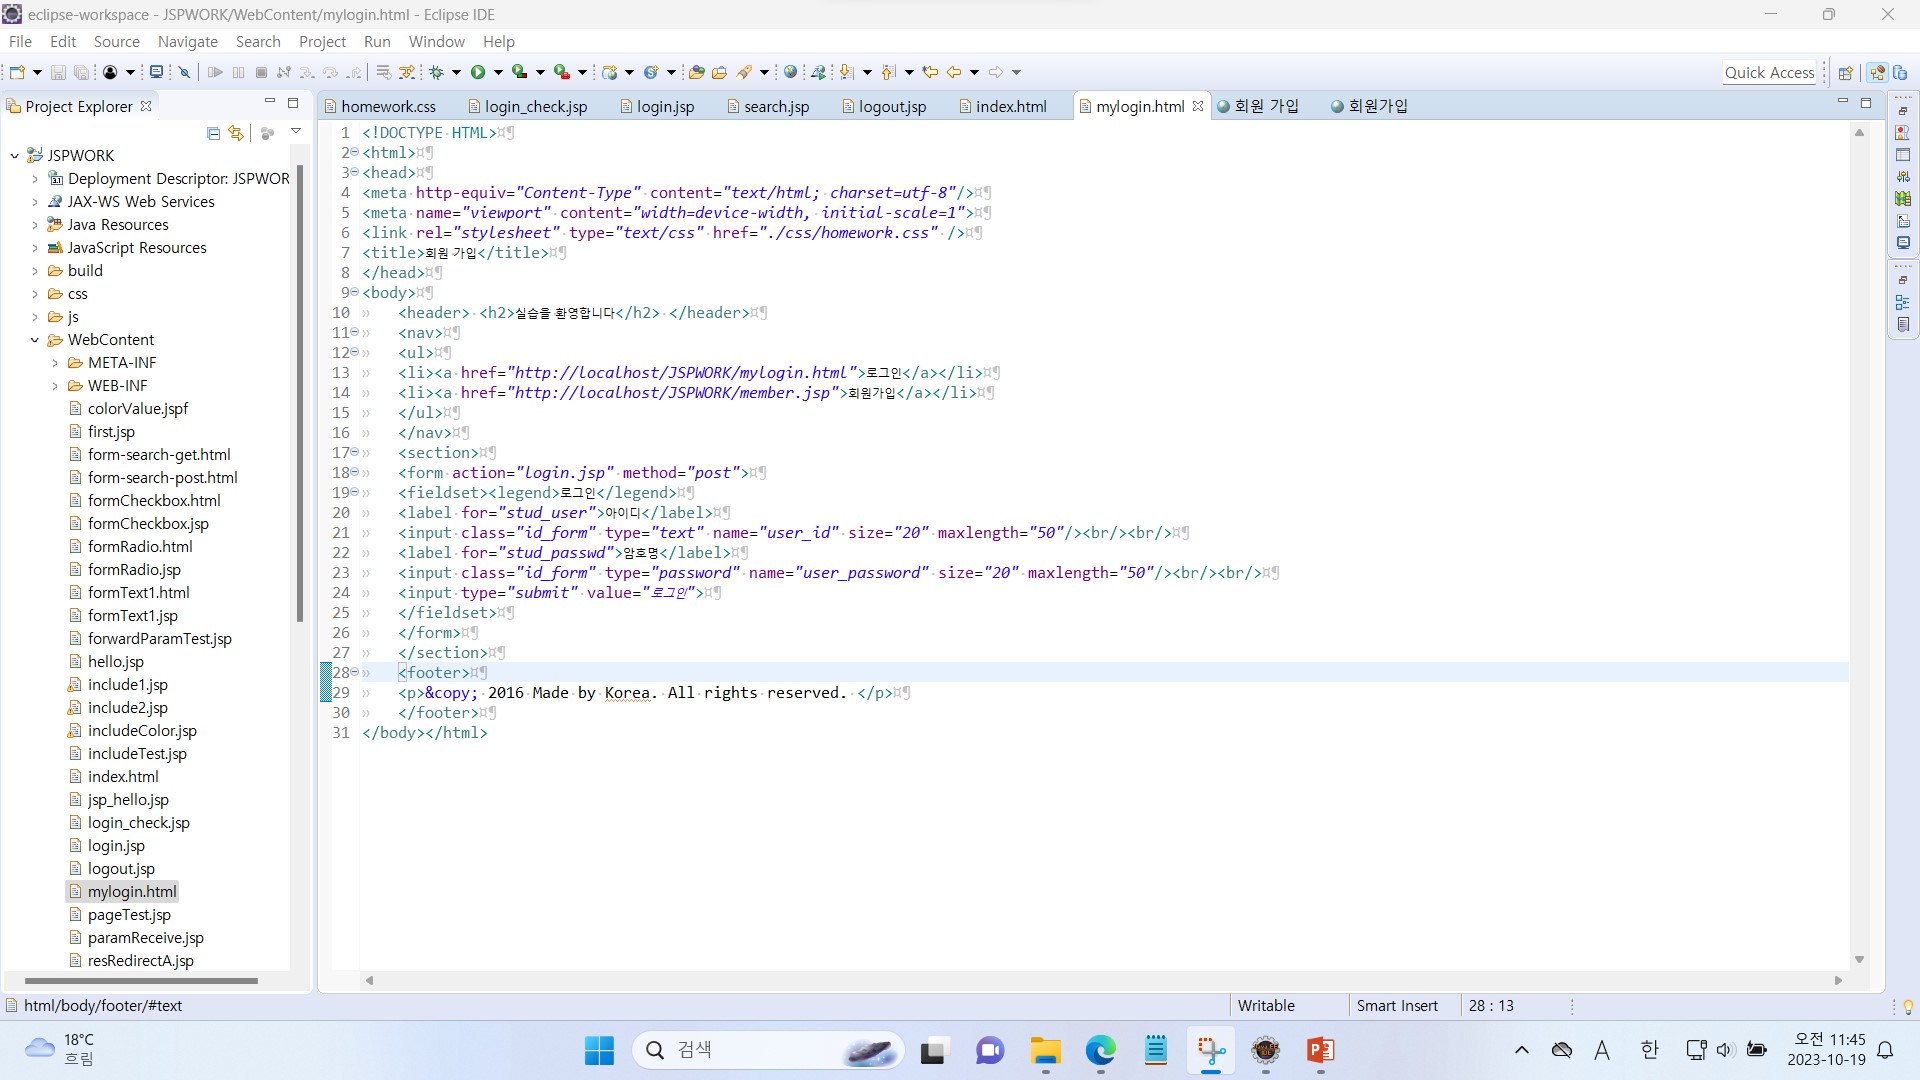 eclipse-workspace - JSPWORK/WebContent/mylogin.html - Eclipse IDE
File Edit Source Navigate Search Project Run Window Help
Quick Access
Project Explorer
homework.css login_check.jsp login.jsp search.jsp logout.jsp index.html mylogin.html 회원 가입 회원가입
JSPWORK
Deployment Descriptor: JSPWOR
JAX-WS Web Services
Java Resources
JavaScript Resources
build
css
js
WebContent
META-INF
WEB-INF
colorValue.jspf
first.jsp
form-search-get.html
form-search-post.html
formCheckbox.html
formCheckbox.jsp
formRadio.html
formRadio.jsp
formText1.html
formText1.jsp
forwardParamTest.jsp
hello.jsp
include1.jsp
include2.jsp
includeColor.jsp
includeTest.jsp
index.html
jsp_hello.jsp
login_check.jsp
login.jsp
logout.jsp
mylogin.html
pageTest.jsp
paramReceive.jsp
resRedirectA.jsp
1 <!DOCTYPE HTML>¤¶
2 <html>¤¶
3 <head>¤¶
4 <meta http-equiv="Content-Type" content="text/html; charset=utf-8"/>¤¶
5 <meta name="viewport" content="width=device-width, initial-scale=1">¤¶
6 <link rel="stylesheet" type="text/css" href="./css/homework.css" />¤¶
7 <title>회원 가입</title>¤¶
8 </head>¤¶
9 <body>¤¶
10 » <header> <h2>실습을 환영합니다</h2> </header>¤¶
11 » <nav>¤¶
12 » <ul>¤¶
13 » <li><a href="http://localhost/JSPWORK/mylogin.html">로그인</a></li>¤¶
14 » <li><a href="http://localhost/JSPWORK/member.jsp">회원가입</a></li>¤¶
15 » </ul>¤¶
16 » </nav>¤¶
17 » <section>¤¶
18 » <form action="login.jsp" method="post">¤¶
19 » <fieldset><legend>로그인</legend>¤¶
20 » <label for="stud_user">아이디</label>¤¶
21 » <input class="id_form" type="text" name="user_id" size="20" maxlength="50"/><br/><br/>¤¶
22 » <label for="stud_passwd">암호명</label>¤¶
23 » <input class="id_form" type="password" name="user_password" size="20" maxlength="50"/><br/><br/>¤¶
24 » <input type="submit" value="로그인">¤¶
25 » </fieldset>¤¶
26 » </form>¤¶
27 » </section>¤¶
28 » <footer>¤¶
29 » <p>&copy; 2016 Made by Korea. All rights reserved. </p>¤¶
30 » </footer>¤¶
31 </body></html>
html/body/footer/#text
Writable
Smart Insert
28 : 13
18°C
흐림
검색
A
한
오전 11:45
2023-10-19